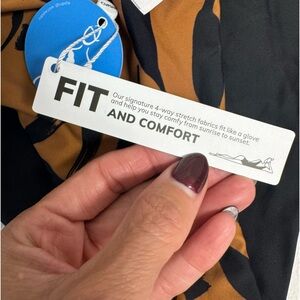 FIT
Our signature 4-way stretch fabrics fit like a glove
and help you stay comfy from sunrise to sunset.
AND COMFORT